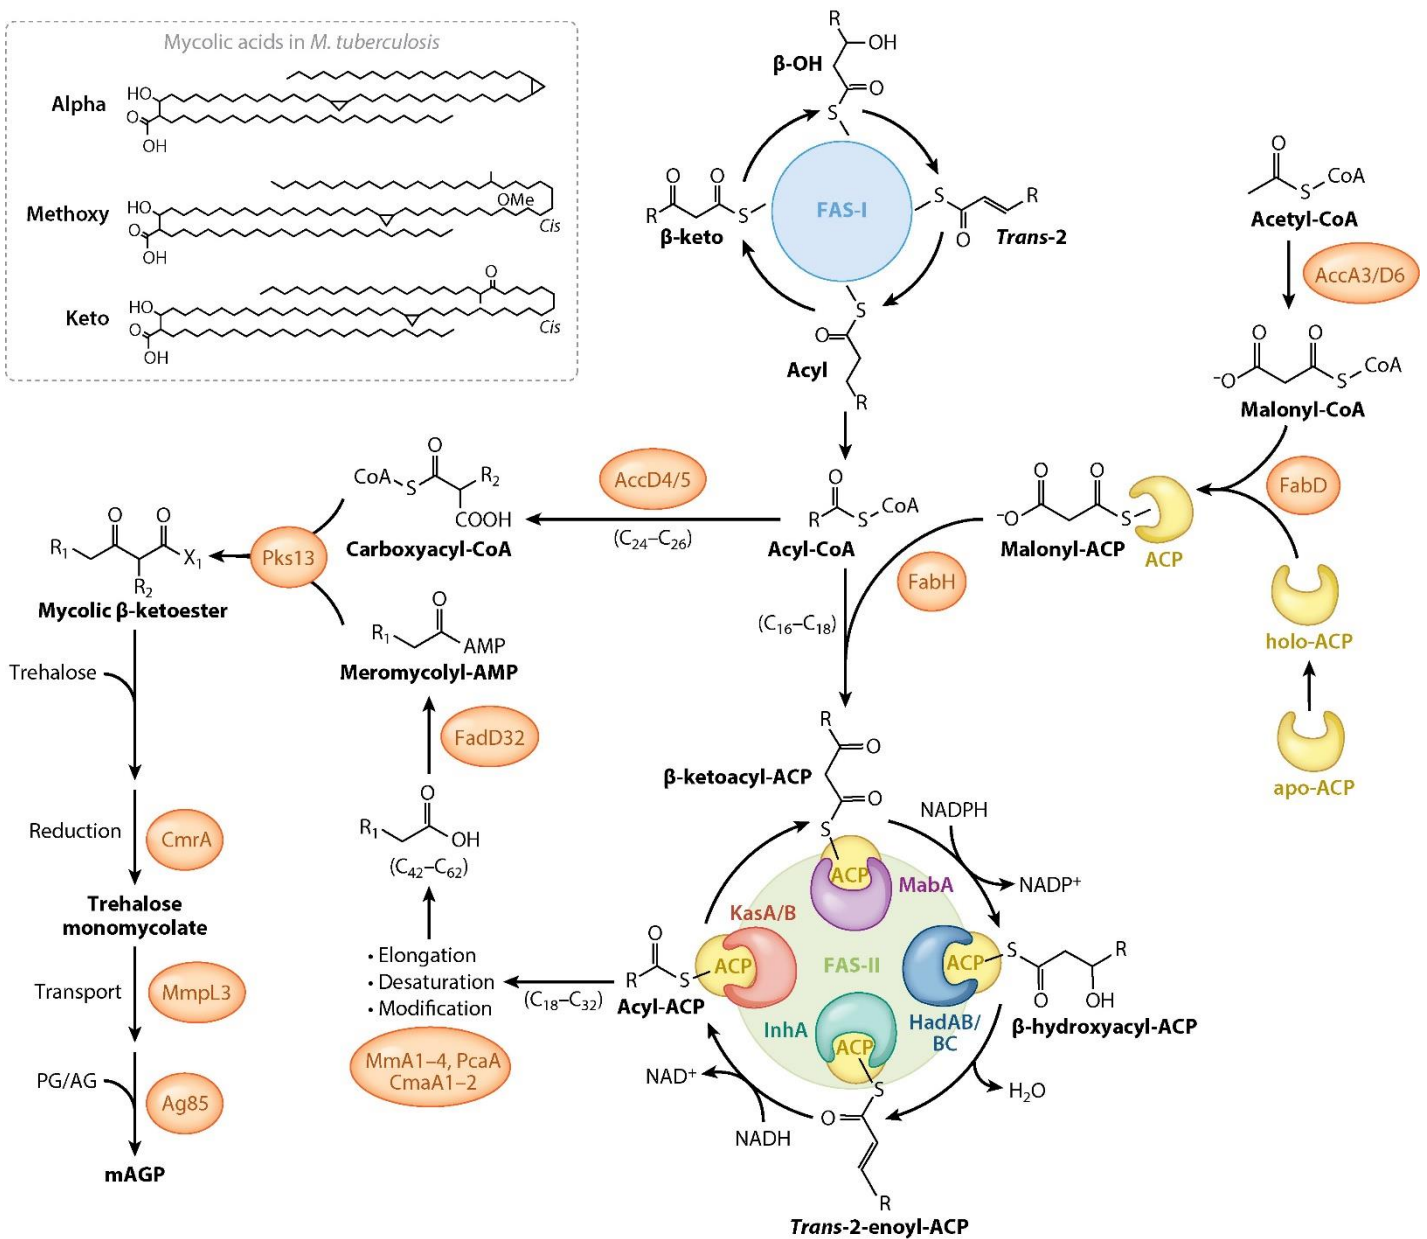 Mycolic acids in M. tuberculosis
Alpha
HO
O
OH
Methoxy
HO
O
OH
OMe
Cis
Keto
HO
O
OH
O
Cis
R
OH
β-OH
O
S
FAS-I
O
O
R
S
β-keto
S
R
O
Trans-2
S
O
Acyl
R
O
S
CoA
Acetyl-CoA
AccA3/D6
O
O
⁻O
S
CoA
Malonyl-CoA
FabD
O
O
⁻O
S
Malonyl-ACP
ACP
holo-ACP
apo-ACP
O
R
S
CoA
Acyl-CoA
FabH
(C₁₆–C₁₈)
AccD4/5
(C₂₄–C₂₆)
O
CoA
S
R₂
COOH
Carboxyacyl-CoA
Pks13
O
O
R₁
X₁
R₂
Mycolic β-ketoester
O
R₁
AMP
Meromycolyl-AMP
FadD32
O
R₁
OH
(C₄₂–C₆₂)
• Elongation
• Desaturation
• Modification
MmA1–4, PcaA
CmaA1–2
(C₁₈–C₃₂)
Trehalose
Reduction
CmrA
Trehalose
monomycolate
Transport
MmpL3
PG/AG
Ag85
mAGP
R
O
β-ketoacyl-ACP
O
S
ACP
MabA
NADPH
NADP⁺
KasA/B
FAS-II
ACP
O
R
S
Acyl-ACP
ACP
S
R
O
OH
β-hydroxyacyl-ACP
HadAB/
BC
InhA
ACP
S
H₂O
NAD⁺
NADH
O
R
Trans-2-enoyl-ACP